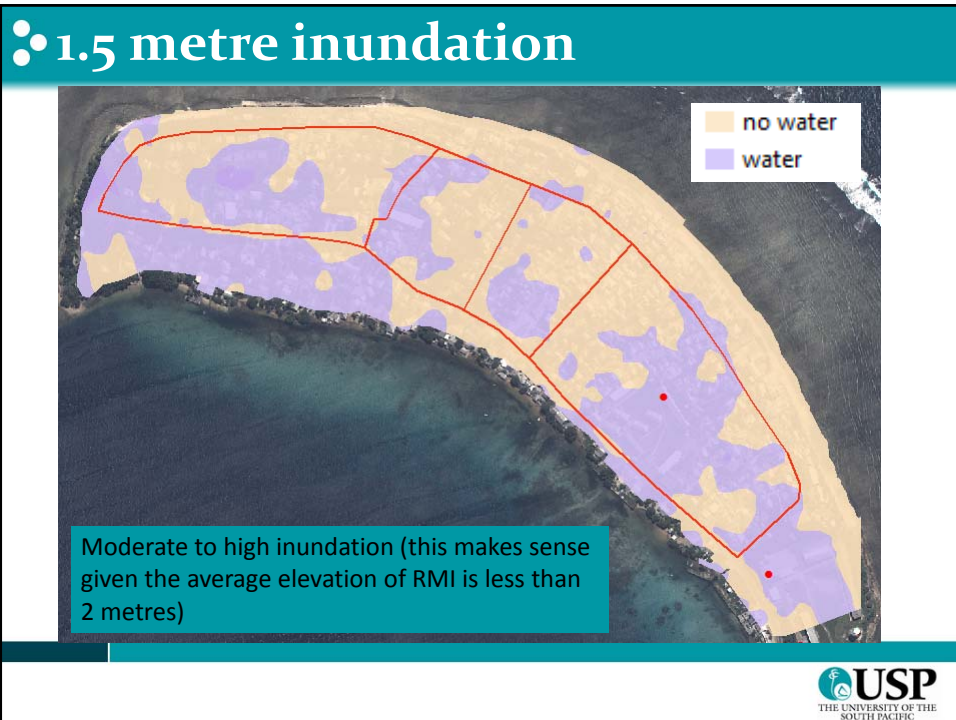 1.5 metre inundation
no water
water
Moderate to high inundation (this makes sense
given the average elevation of RMI is less than
2 metres)
USP
THE UNIVERSITY OF THE
SOUTH PACIFIC